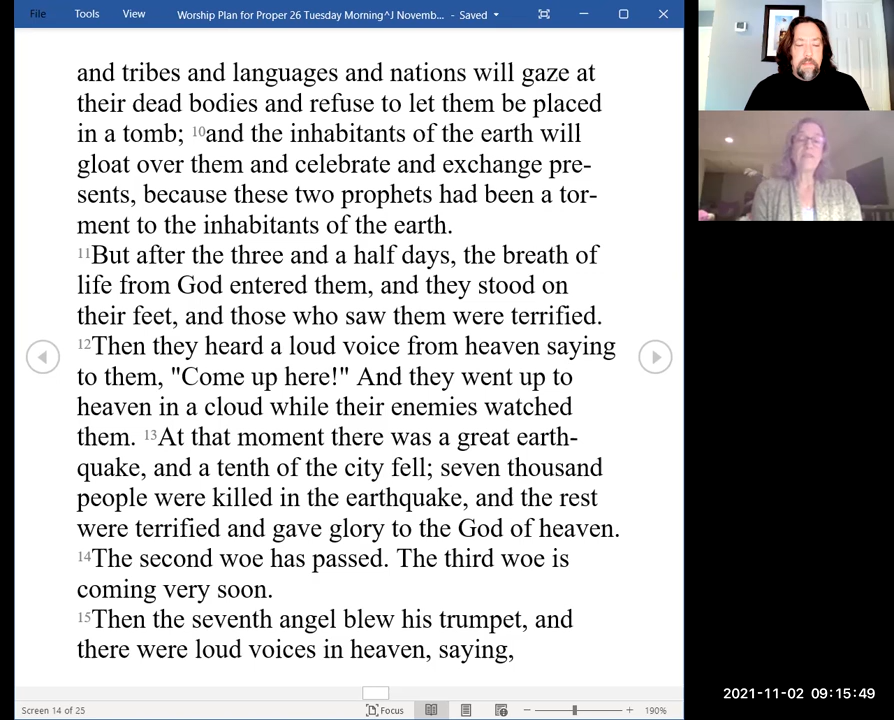 File Tools View Worship Plan for Proper 26 Tuesday Morning^J Novemb... - Saved
and tribes and languages and nations will gaze at
their dead bodies and refuse to let them be placed
in a tomb; 10and the inhabitants of the earth will
gloat over them and celebrate and exchange pre-
sents, because these two prophets had been a tor-
ment to the inhabitants of the earth.
11But after the three and a half days, the breath of
life from God entered them, and they stood on
their feet, and those who saw them were terrified.
12Then they heard a loud voice from heaven saying
to them, "Come up here!" And they went up to
heaven in a cloud while their enemies watched
them. 13At that moment there was a great earth-
quake, and a tenth of the city fell; seven thousand
people were killed in the earthquake, and the rest
were terrified and gave glory to the God of heaven.
14The second woe has passed. The third woe is
coming very soon.
15Then the seventh angel blew his trumpet, and
there were loud voices in heaven, saying,
Screen 14 of 25 Focus 190%
2021-11-02 09:15:49